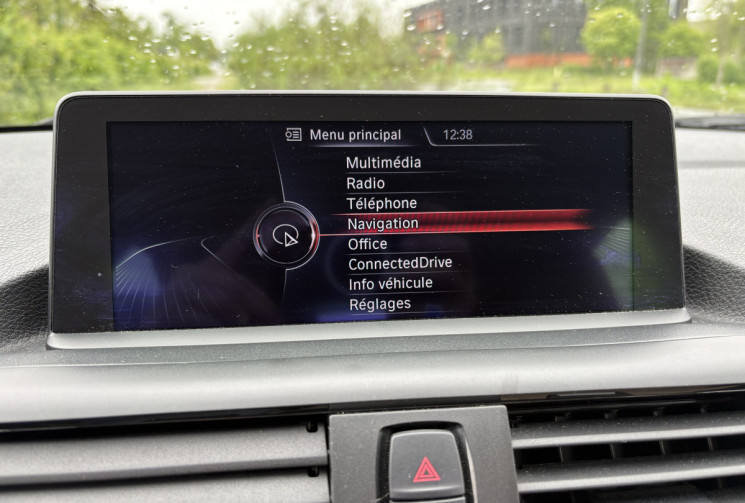 Menu principal 12:38
Multimédia
Radio
Téléphone
Navigation
Office
ConnectedDrive
Info véhicule
Réglages